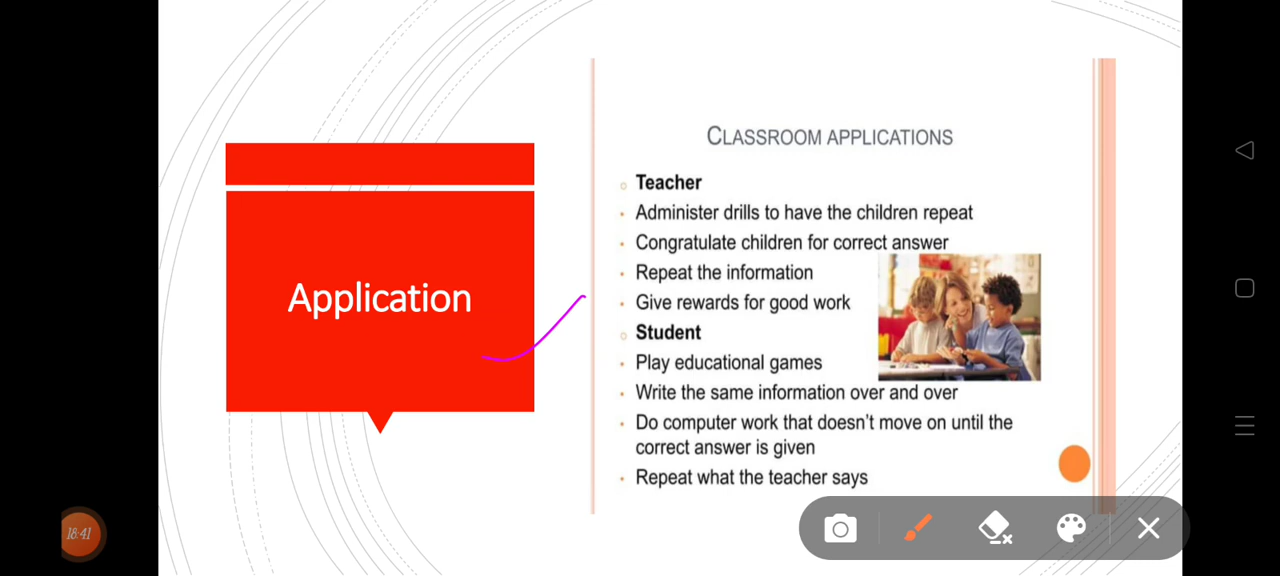 Application
CLASSROOM APPLICATIONS
Teacher
Administer drills to have the children repeat
Congratulate children for correct answer
Repeat the information
Give rewards for good work
Student
Play educational games
Write the same information over and over
Do computer work that doesn't move on until the
correct answer is given
Repeat what the teacher says
18:41